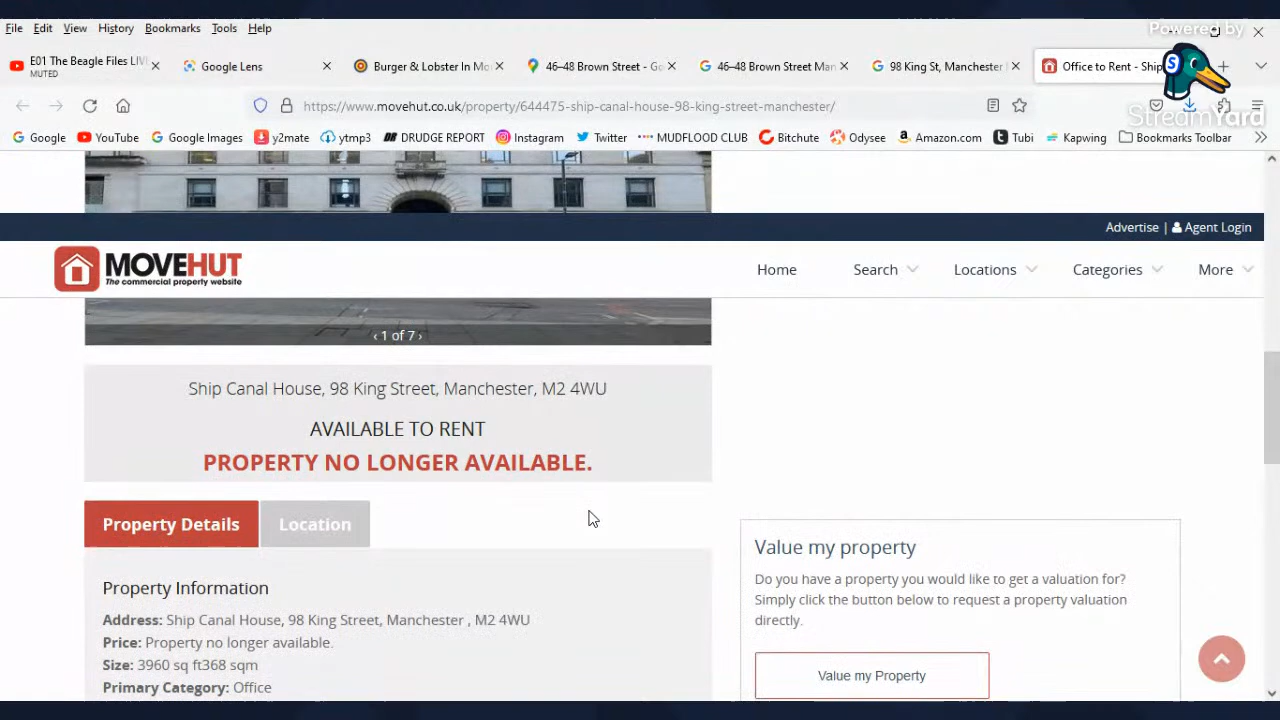 File Edit View History Bookmarks Tools Help
Powered by
E01 The Beagle Files LIV
MUTED
Google Lens
Burger & Lobster in Mo
46–48 Brown Street - Go
46–48 Brown Street Man
98 King St, Manchester
Office to Rent - Ship
https://www.movehut.co.uk/property/644475-ship-canal-house-98-king-street-manchester/
StreamYard
Google YouTube Google Images y2mate ytmp3 DRUDGE REPORT Instagram Twitter MUDFLOOD CLUB Bitchute Odysee Amazon.com Tubi Kapwing Bookmarks Toolbar
Advertise | Agent Login
MOVEHUT
The commercial property website
Home Search Locations Categories More
‹ 1 of 7 ›
Ship Canal House, 98 King Street, Manchester, M2 4WU
AVAILABLE TO RENT
PROPERTY NO LONGER AVAILABLE.
Property Details Location
Property Information
Address: Ship Canal House, 98 King Street, Manchester , M2 4WU
Price: Property no longer available.
Size: 3960 sq ft368 sqm
Primary Category: Office
Value my property
Do you have a property you would like to get a valuation for?
Simply click the button below to request a property valuation
directly.
Value my Property